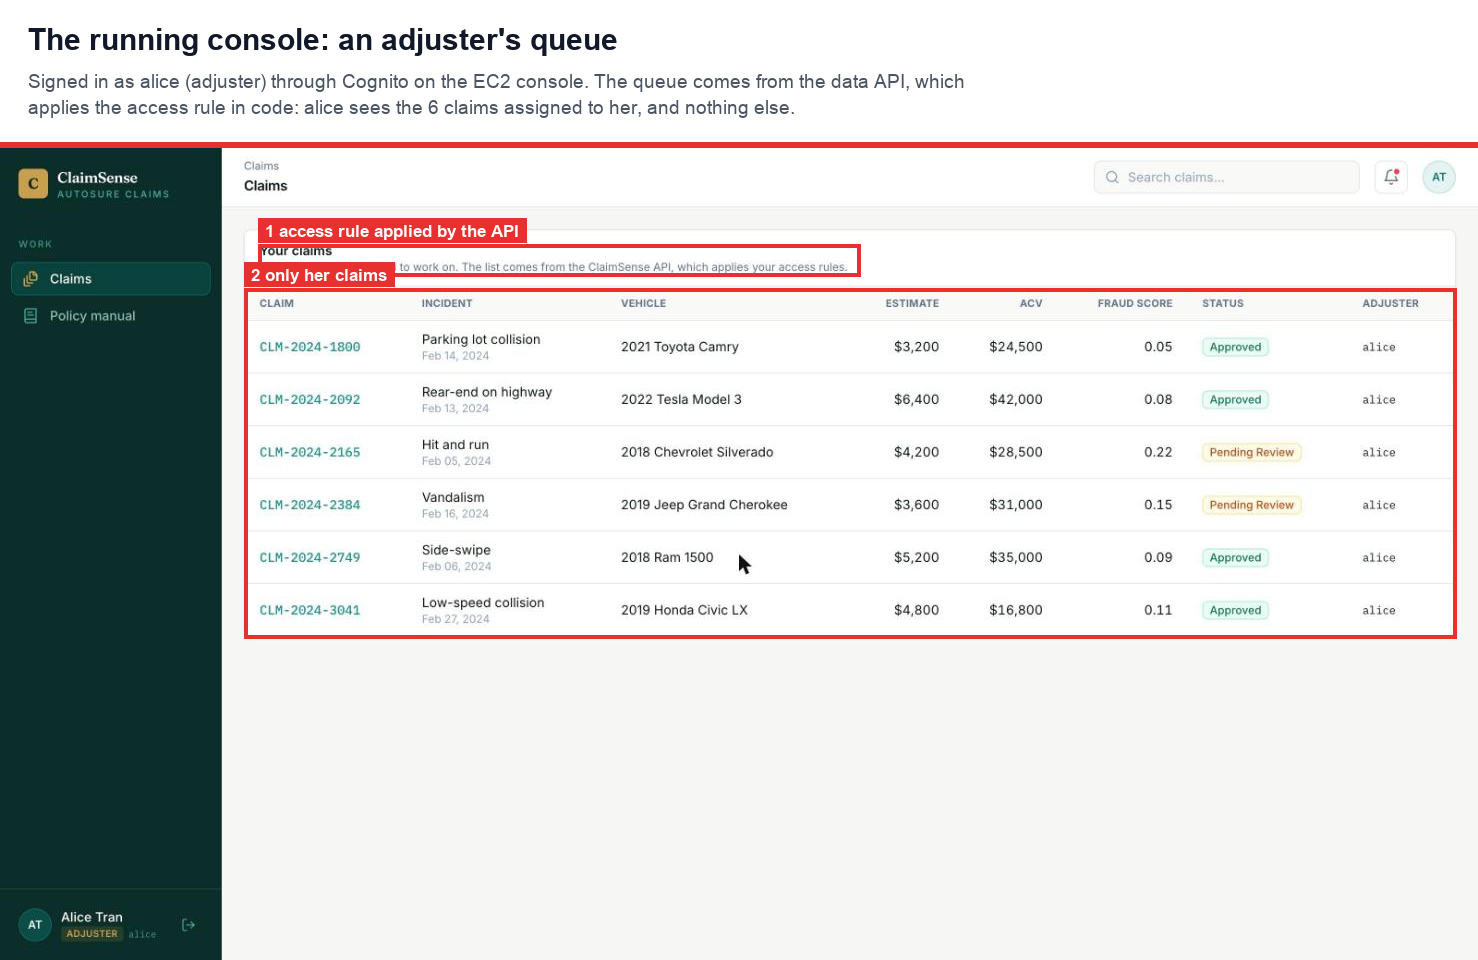 The running console: an adjuster's queue
Signed in as alice (adjuster) through Cognito on the EC2 console. The queue comes from the data API, which
applies the access rule in code: alice sees the 6 claims assigned to her, and nothing else.
C
ClaimSense
AUTOSURE CLAIMS
WORK
Claims
Policy manual
Claims
Claims
Search claims...
AT
1 access rule applied by the API
Your claims
to work on. The list comes from the ClaimSense API, which applies your access rules.
2 only her claims
CLAIM INCIDENT VEHICLE ESTIMATE ACV FRAUD SCORE STATUS ADJUSTER
CLM-2024-1800 Parking lot collision 2021 Toyota Camry $3,200 $24,500 0.05 Approved alice
Feb 14, 2024
CLM-2024-2092 Rear-end on highway 2022 Tesla Model 3 $6,400 $42,000 0.08 Approved alice
Feb 13, 2024
CLM-2024-2165 Hit and run 2018 Chevrolet Silverado $4,200 $28,500 0.22 Pending Review alice
Feb 05, 2024
CLM-2024-2384 Vandalism 2019 Jeep Grand Cherokee $3,600 $31,000 0.15 Pending Review alice
Feb 16, 2024
CLM-2024-2749 Side-swipe 2018 Ram 1500 $5,200 $35,000 0.09 Approved alice
Feb 06, 2024
CLM-2024-3041 Low-speed collision 2019 Honda Civic LX $4,800 $16,800 0.11 Approved alice
Feb 27, 2024
AT
Alice Tran
ADJUSTER alice